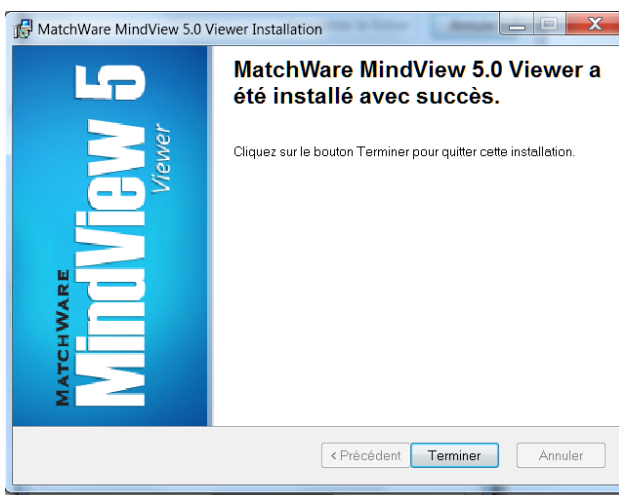 MatchWare MindView 5.0 Viewer Installation
Annuler
MatchWare MindView 5.0 Viewer a
été installé avec succès.
Cliquez sur le bouton Terminer pour quitter cette installation.
MATCHWARE
MindView 5
Viewer
< Précédent
Terminer
Annuler